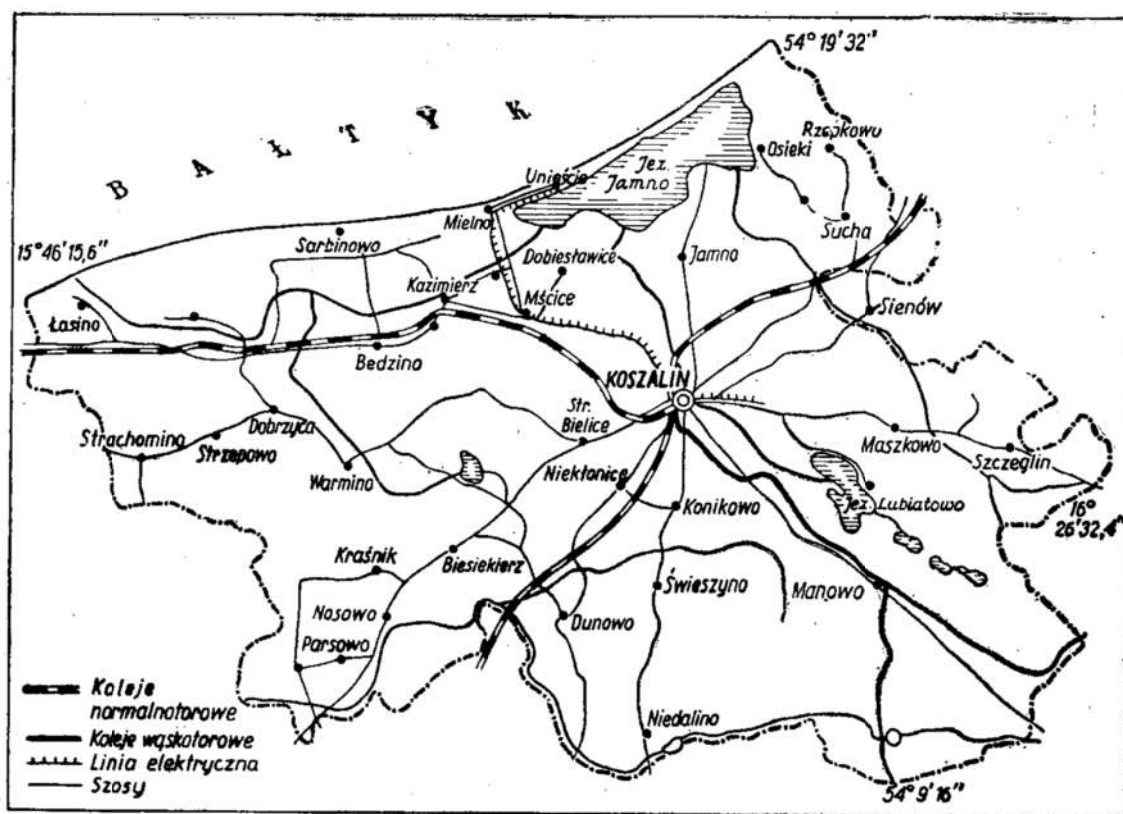 54° 19' 32"
BAŁTYK
Rzepkowo
Osieki
Jez.
Jamno
Unieście
Mielno
Sucha
15° 46' 15,6"
Sarbinowo
Dobiesławice
Jamno
Kazimierz
Mścice
Sienów
Łasino
Bedzina
KOSZALIN
Str.
Bielice
Dobrzyca
Strachomino
Strzepowo
Maszkowo
Szczeglin
Warmino
Niekłonice
Konikowo
Jez. Lubiatowo
16°
26' 32,4"
Kraśnik
Biesiekierz
Świeszyno
Manowo
Nosowo
Dunowo
Parsowo
Niedalino
Koleje
normalnotorowe
Koleje wąskotorowe
Linia elektryczna
Szosy
54° 9' 16"